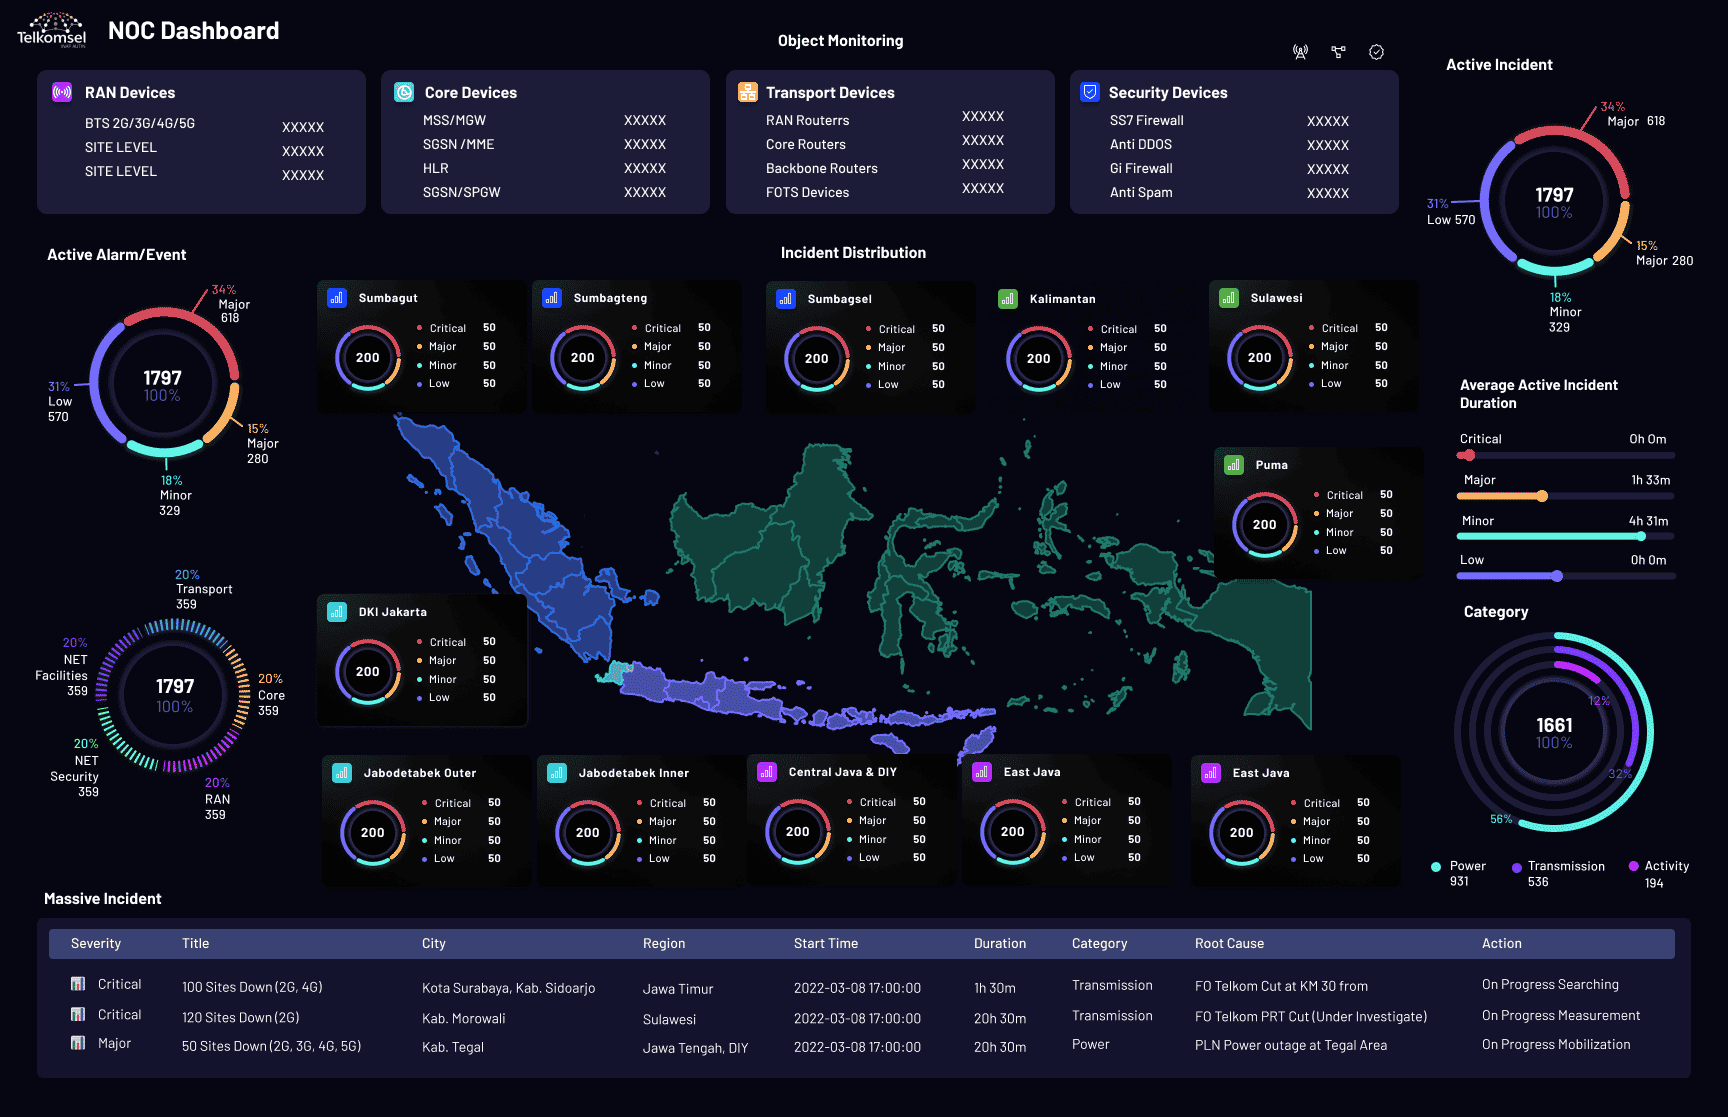 Telkomsel
NOC Dashboard
Object Monitoring
RAN Devices
BTS 2G/3G/4G/5G XXXXX
SITE LEVEL XXXXX
SITE LEVEL XXXXX
Core Devices
MSS/MGW XXXXX
SGSN /MME XXXXX
HLR XXXXX
SGSN/SPGW XXXXX
Transport Devices
RAN Routerrs XXXXX
Core Routers XXXXX
Backbone Routers XXXXX
FOTS Devices XXXXX
Security Devices
SS7 Firewall XXXXX
Anti DDOS XXXXX
Gi Firewall XXXXX
Anti Spam XXXXX
Active Incident
34%
Major 618
1797
100%
31%
Low 570
15%
Major 280
18%
Minor
329
Active Alarm/Event
34%
Major
618
1797
100%
31%
Low
570
15%
Major
280
18%
Minor
329
Incident Distribution
Sumbagut
200
Critical 50
Major 50
Minor 50
Low 50
Sumbagteng
200
Critical 50
Major 50
Minor 50
Low 50
Sumbagsel
200
Critical 50
Major 50
Minor 50
Low 50
Kalimantan
200
Critical 50
Major 50
Minor 50
Low 50
Sulawesi
200
Critical 50
Major 50
Minor 50
Low 50
Puma
200
Critical 50
Major 50
Minor 50
Low 50
Average Active Incident
Duration
Critical 0h 0m
Major 1h 33m
Minor 4h 31m
Low 0h 0m
20%
Transport
359
20%
NET
Facilities
359
1797
100%
20%
Core
359
20%
NET
Security
359
20%
RAN
359
DKI Jakarta
200
Critical 50
Major 50
Minor 50
Low 50
Jabodetabek Outer
200
Critical 50
Major 50
Minor 50
Low 50
Jabodetabek Inner
200
Critical 50
Major 50
Minor 50
Low 50
Central Java & DIY
200
Critical 50
Major 50
Minor 50
Low 50
East Java
200
Critical 50
Major 50
Minor 50
Low 50
East Java
200
Critical 50
Major 50
Minor 50
Low 50
Category
12%
1661
100%
32%
56%
Power
931
Transmission
536
Activity
194
Massive Incident
Severity Title City Region Start Time Duration Category Root Cause Action
Critical 100 Sites Down (2G, 4G) Kota Surabaya, Kab. Sidoarjo Jawa Timur 2022-03-08 17:00:00 1h 30m Transmission FO Telkom Cut at KM 30 from On Progress Searching
Critical 120 Sites Down (2G) Kab. Morowali Sulawesi 2022-03-08 17:00:00 20h 30m Transmission FO Telkom PRT Cut (Under Investigate) On Progress Measurement
Major 50 Sites Down (2G, 3G, 4G, 5G) Kab. Tegal Jawa Tengah, DIY 2022-03-08 17:00:00 20h 30m Power PLN Power outage at Tegal Area On Progress Mobilization